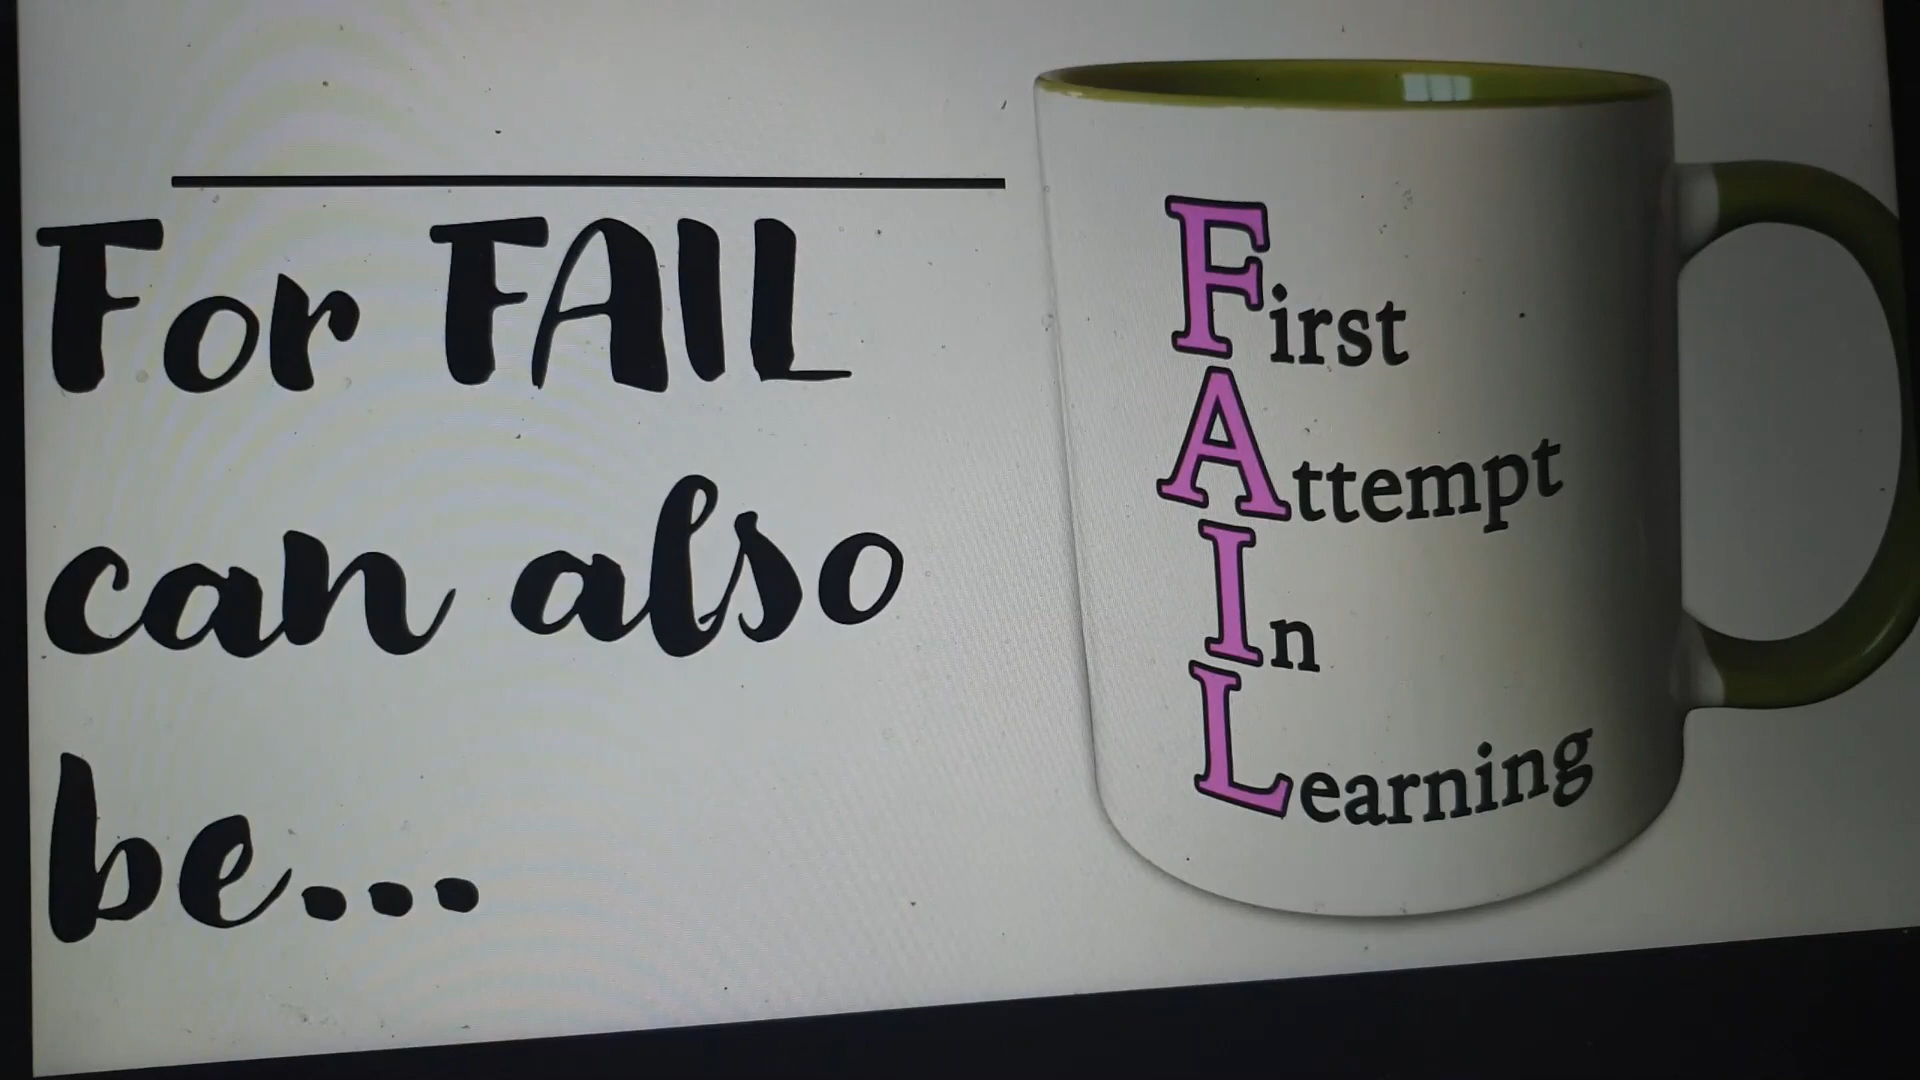 For FAIL
can also
be...
First
Attempt
In
Learning